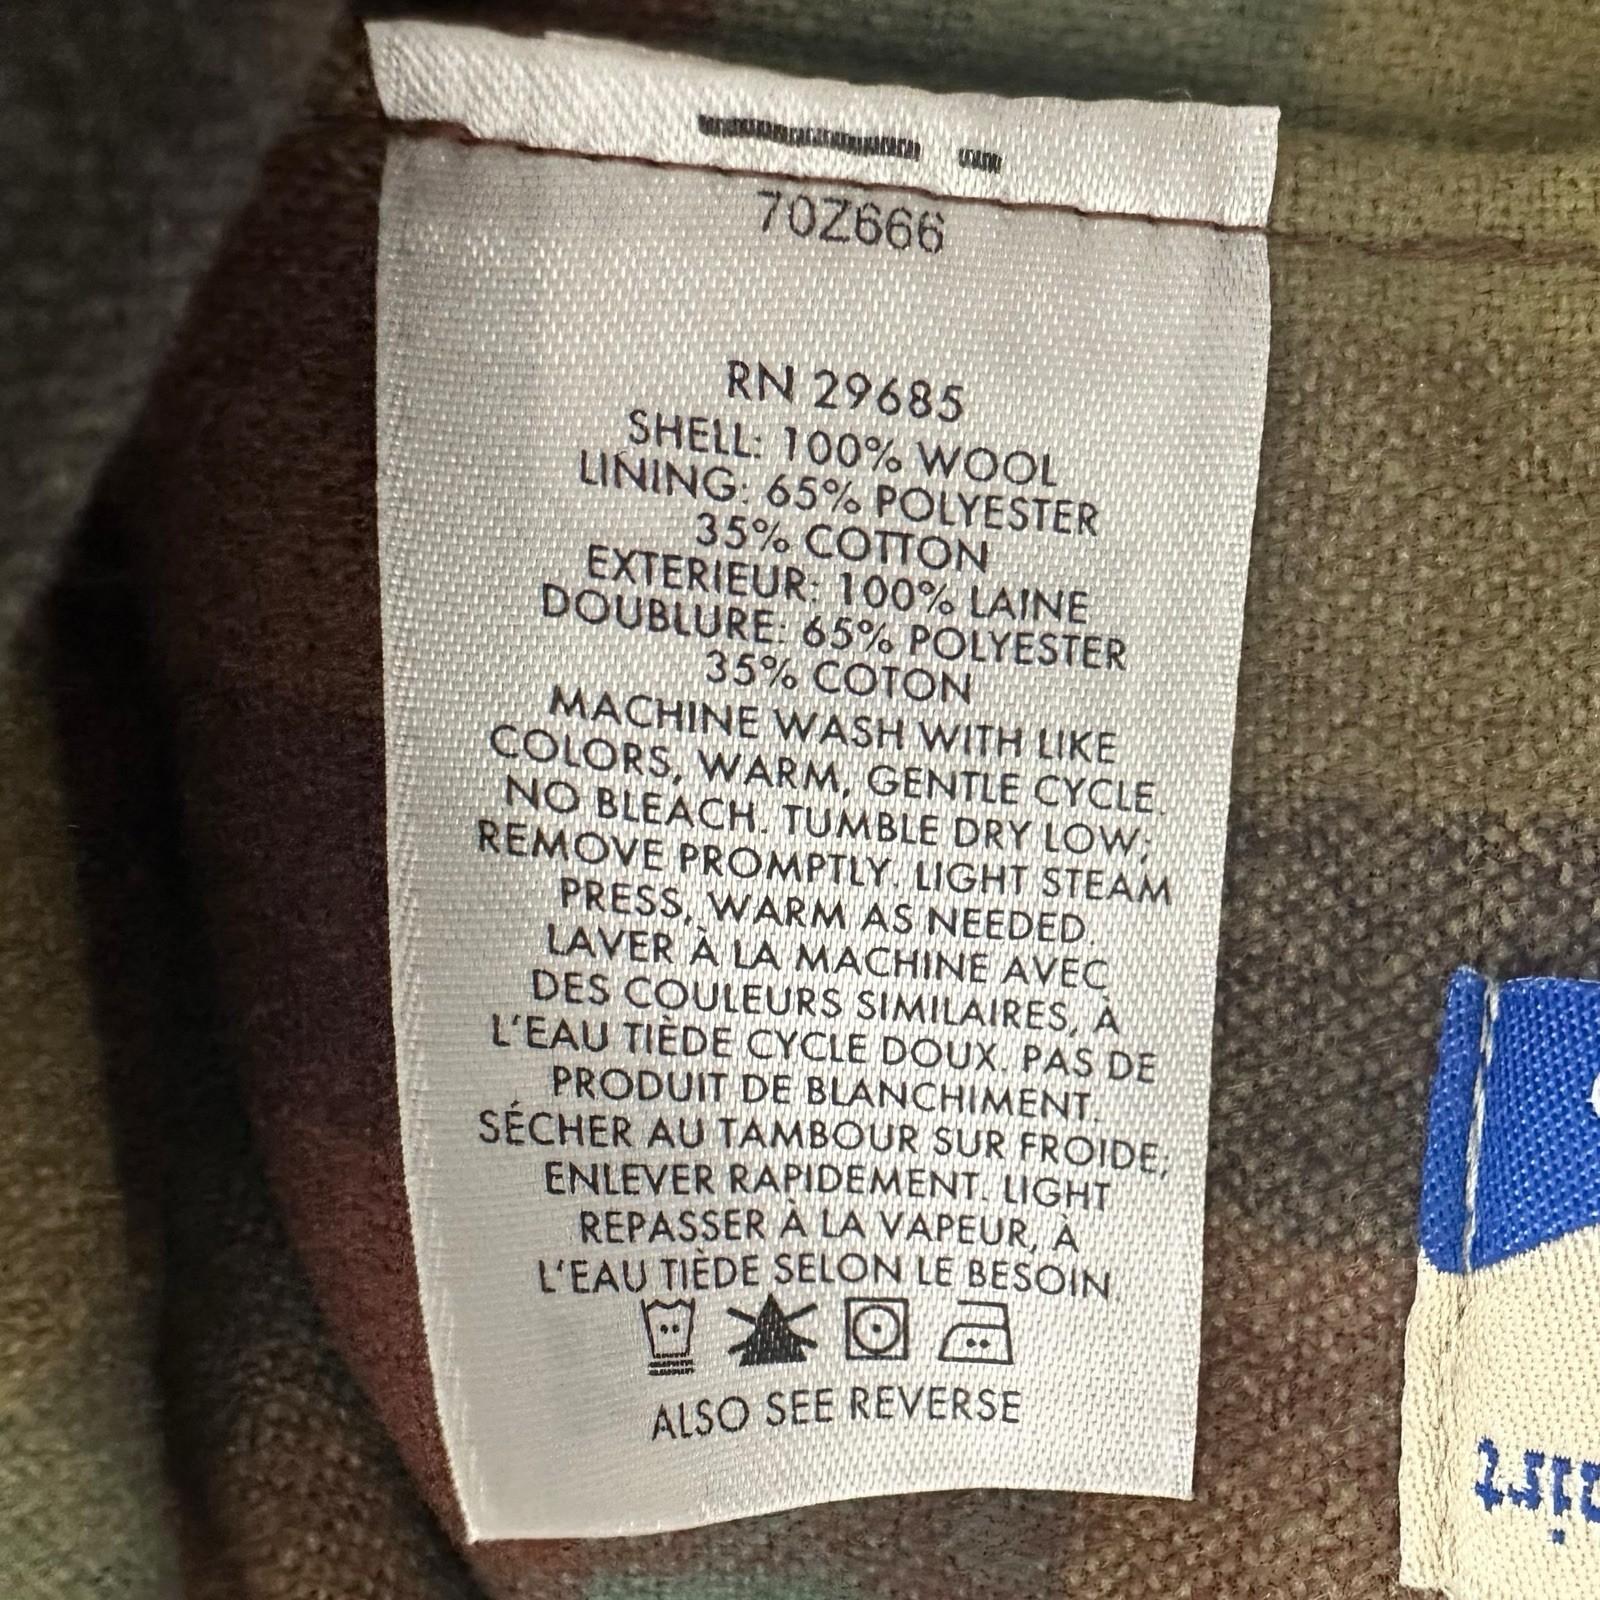 70Z666
RN 29685
SHELL: 100% WOOL
LINING: 65% POLYESTER
35% COTTON
EXTERIEUR: 100% LAINE
DOUBLURE: 65% POLYESTER
35% COTON
MACHINE WASH WITH LIKE
COLORS, WARM, GENTLE CYCLE.
NO BLEACH. TUMBLE DRY LOW;
REMOVE PROMPTLY. LIGHT STEAM
PRESS, WARM AS NEEDED.
LAVER À LA MACHINE AVEC
DES COULEURS SIMILAIRES, À
L'EAU TIÈDE CYCLE DOUX. PAS DE
PRODUIT DE BLANCHIMENT.
SÉCHER AU TAMBOUR SUR FROIDE;
ENLEVER RAPIDEMENT. LIGHT
REPASSER À LA VAPEUR, À
L'EAU TIÈDE SELON LE BESOIN
ALSO SEE REVERSE